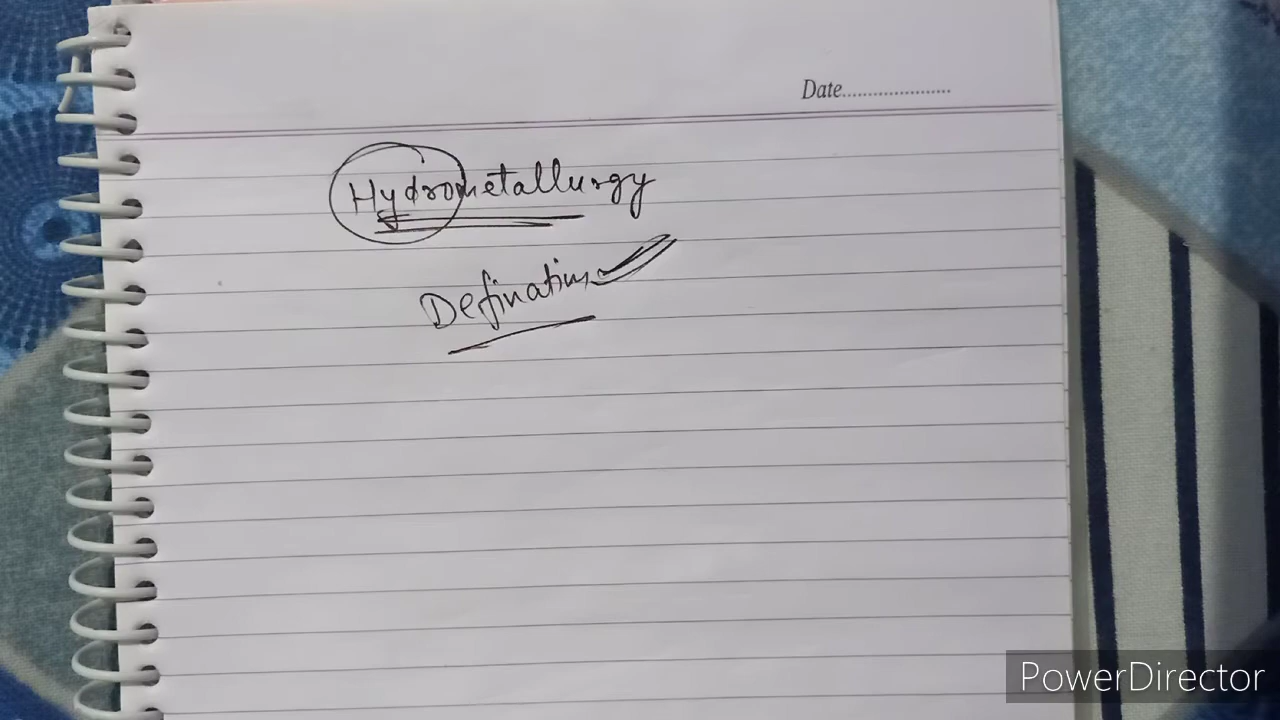 Date.....................
Hydrometallurgy
Defination
PowerDirector